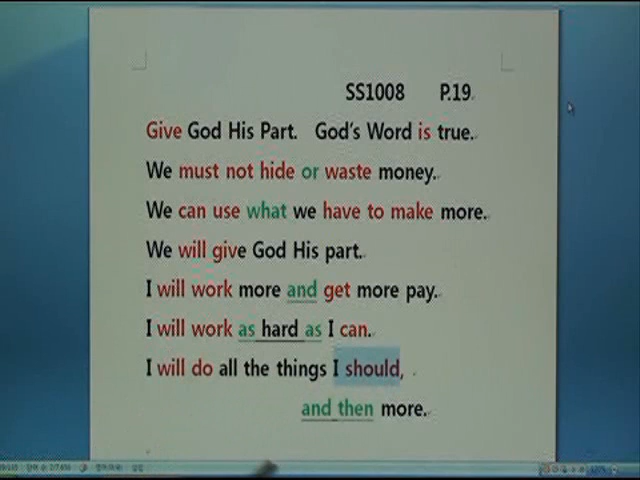 SS1008 P.19
Give God His Part. God's Word is true.
We must not hide or waste money.
We can use what we have to make more.
We will give God His part.
I will work more and get more pay.
I will work as hard as I can.
I will do all the things I should,
and then more.